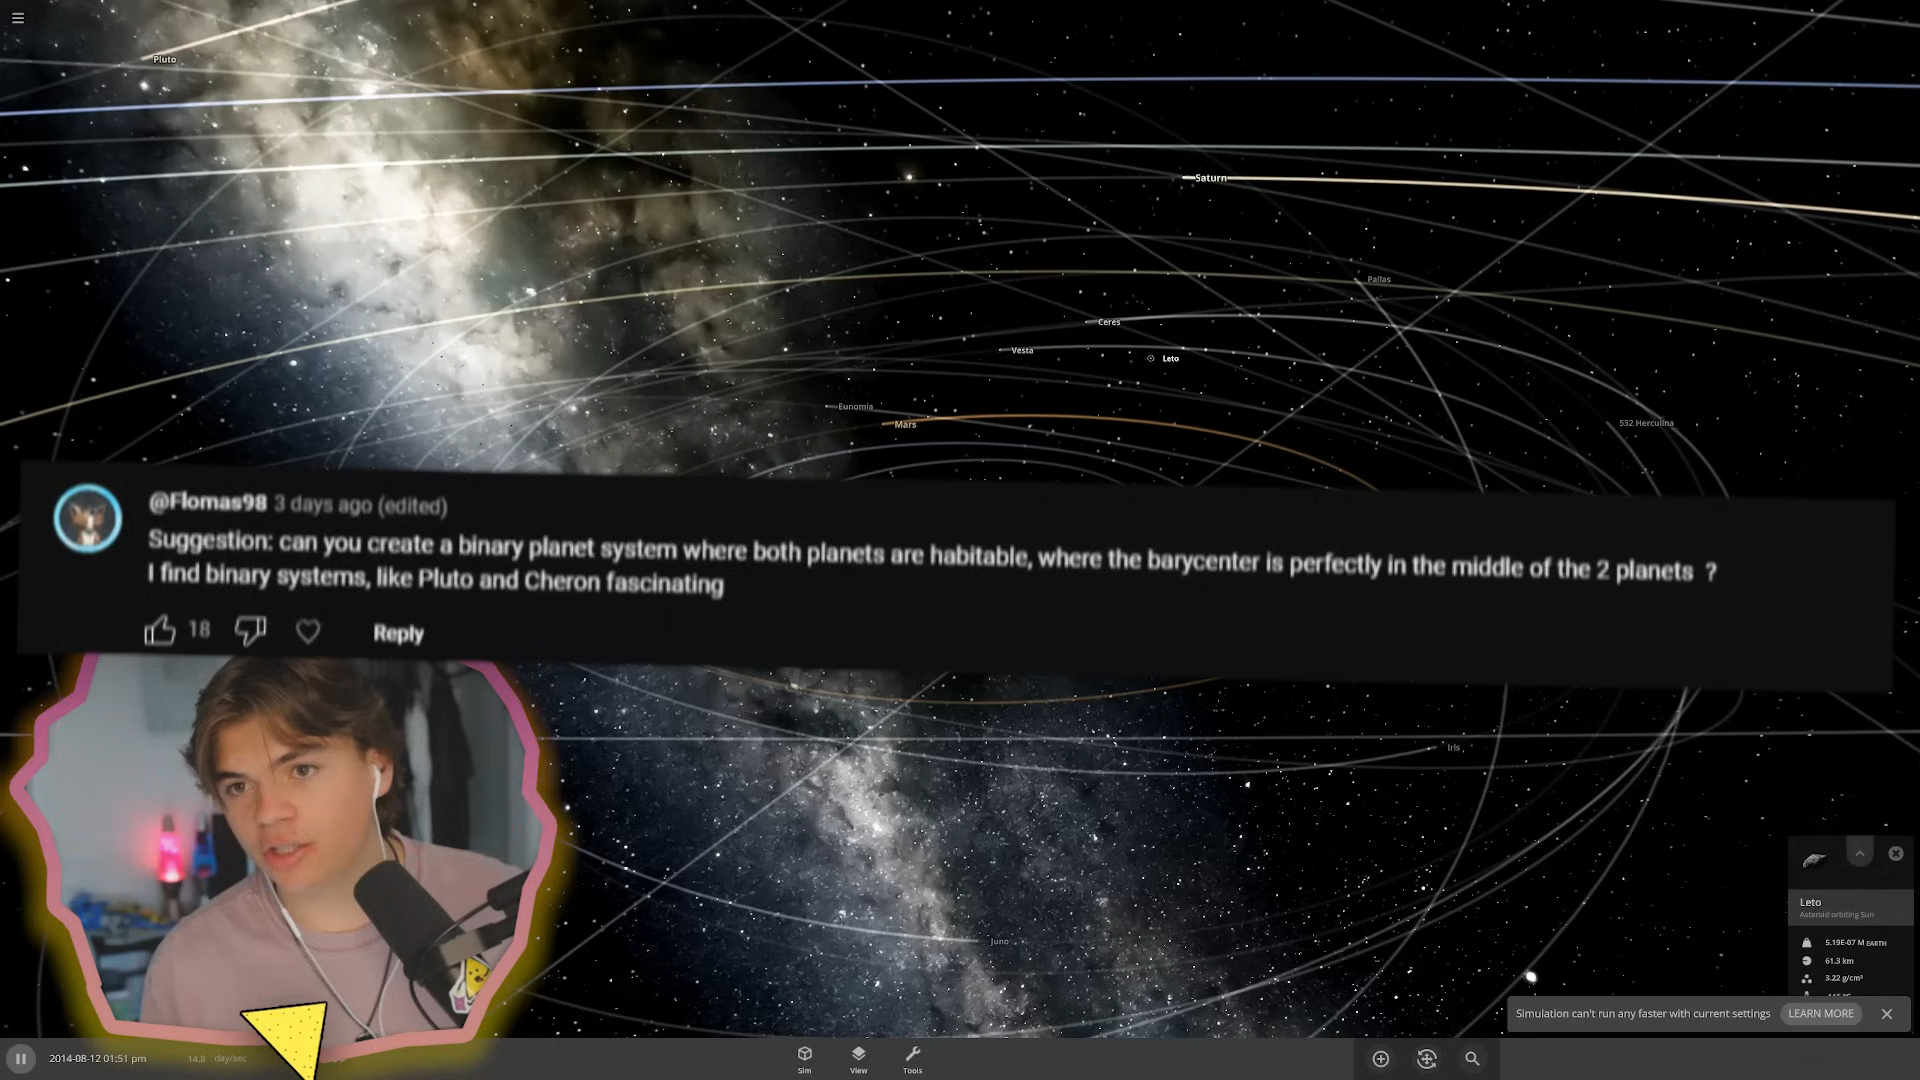 Pluto
Saturn
Pallas
Ceres
Vesta
Leto
Eunomia
Mars
532 Herculina
@Flomas98 3 days ago (edited)
Suggestion: can you create a binary planet system where both planets are habitable, where the barycenter is perfectly in the middle of the 2 planets ?
I find binary systems, like Pluto and Cheron fascinating
18
Reply
Iris
Juno
Leto
Asteroid orbiting Sun
5.19E-07 M EARTH
61.3 km
3.22 g/cm³
Simulation can't run any faster with current settings LEARN MORE
2014-08-12 01:51 pm 14.8 day/sec
Sim View Tools